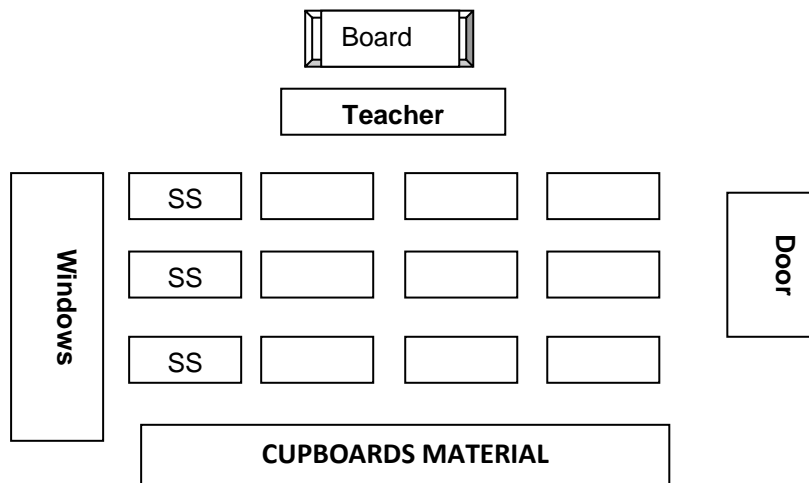 Board
Teacher
SS
SS
SS
Windows
Door
CUPBOARDS MATERIAL